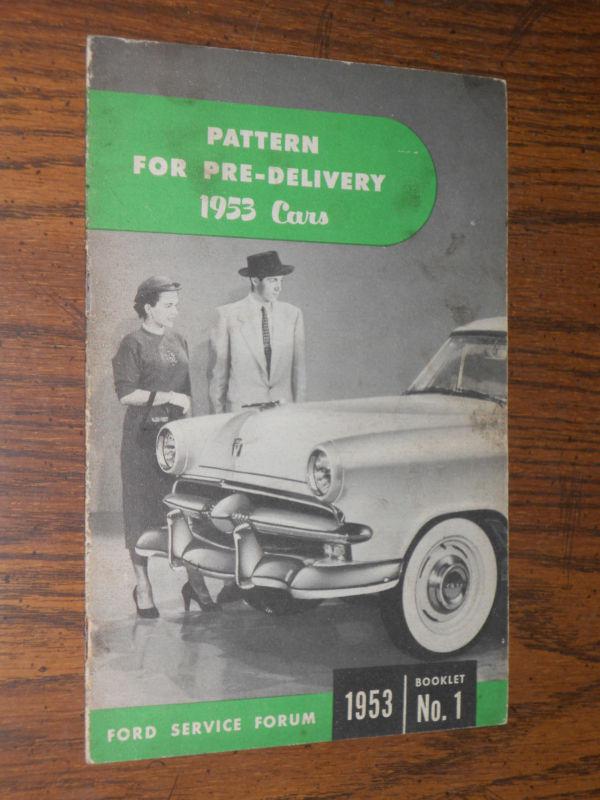 PATTERN
FOR PRE-DELIVERY
1953 Cars
FORD SERVICE FORUM
1953
BOOKLET
No. 1